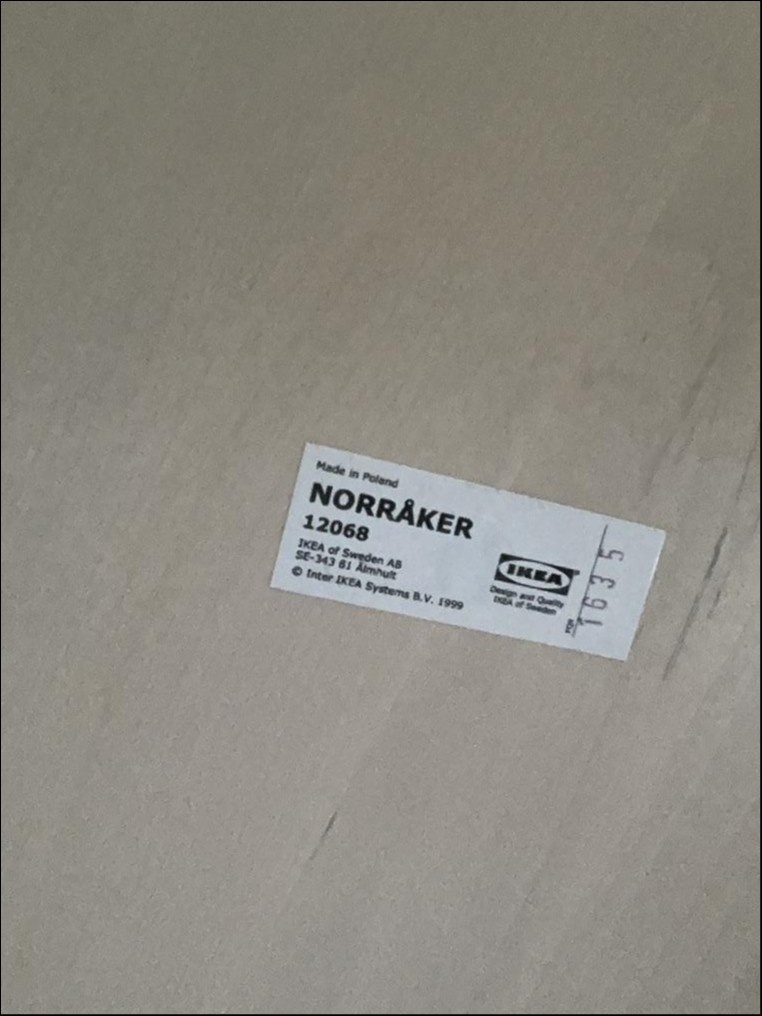 Made in Poland
NORRÅKER
12068
IKEA of Sweden AB
SE-343 81 Älmhult
© Inter IKEA Systems B.V. 1999
IKEA®
Design and Quality
IKEA of Sweden
1635